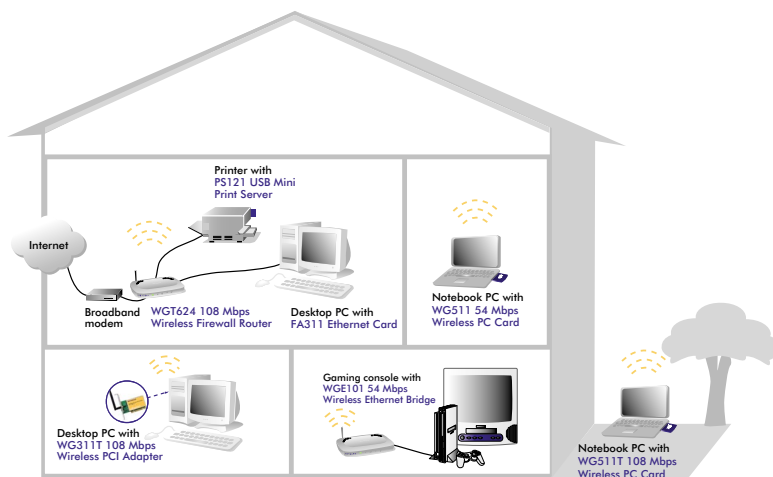 Printer with
PS121 USB Mini
Print Server
Internet
Broadband
modem
WGT624 108 Mbps
Wireless Firewall Router
Desktop PC with
FA311 Ethernet Card
Notebook PC with
WG511 54 Mbps
Wireless PC Card
Desktop PC with
WG311T 108 Mbps
Wireless PCI Adapter
Gaming console with
WGE101 54 Mbps
Wireless Ethernet Bridge
Notebook PC with
WG511T 108 Mbps
Wireless PC Card